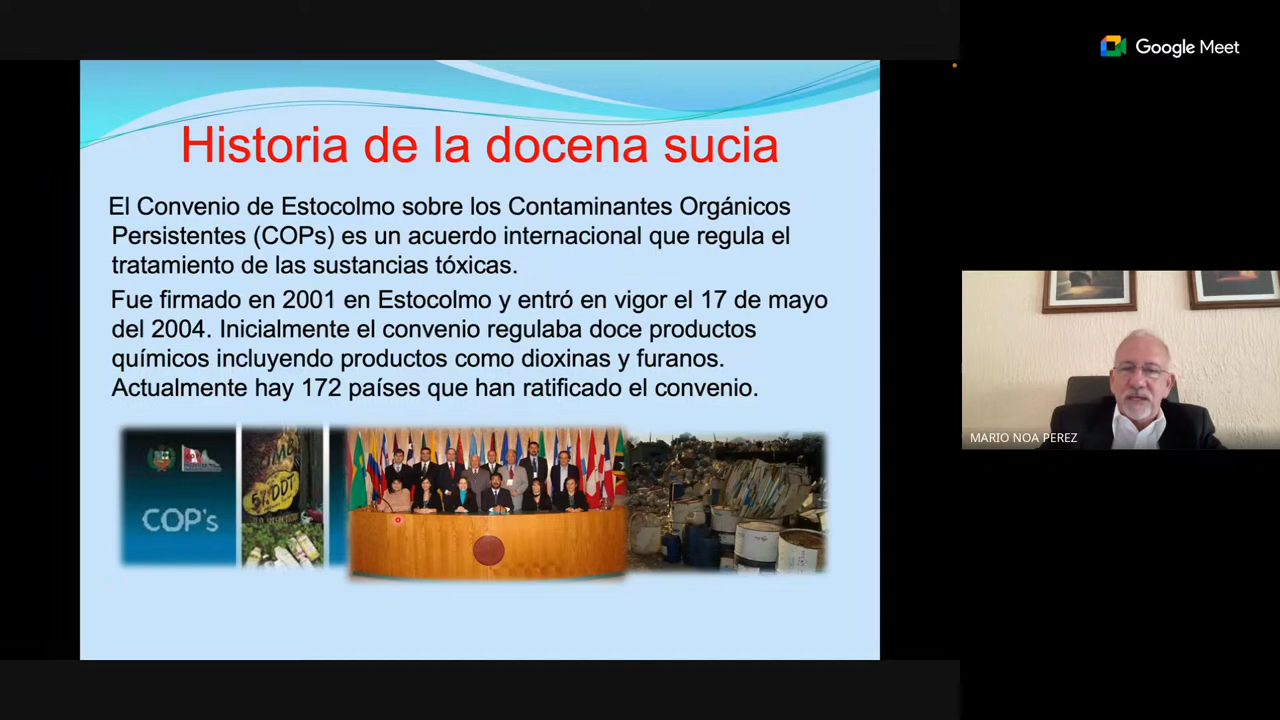 Google Meet
Historia de la docena sucia
El Convenio de Estocolmo sobre los Contaminantes Orgánicos
Persistentes (COPs) es un acuerdo internacional que regula el
tratamiento de las sustancias tóxicas.
Fue firmado en 2001 en Estocolmo y entró en vigor el 17 de mayo
del 2004. Inicialmente el convenio regulaba doce productos
químicos incluyendo productos como dioxinas y furanos.
Actualmente hay 172 países que han ratificado el convenio.
COP's
5% DDT
MARIO NOA PEREZ